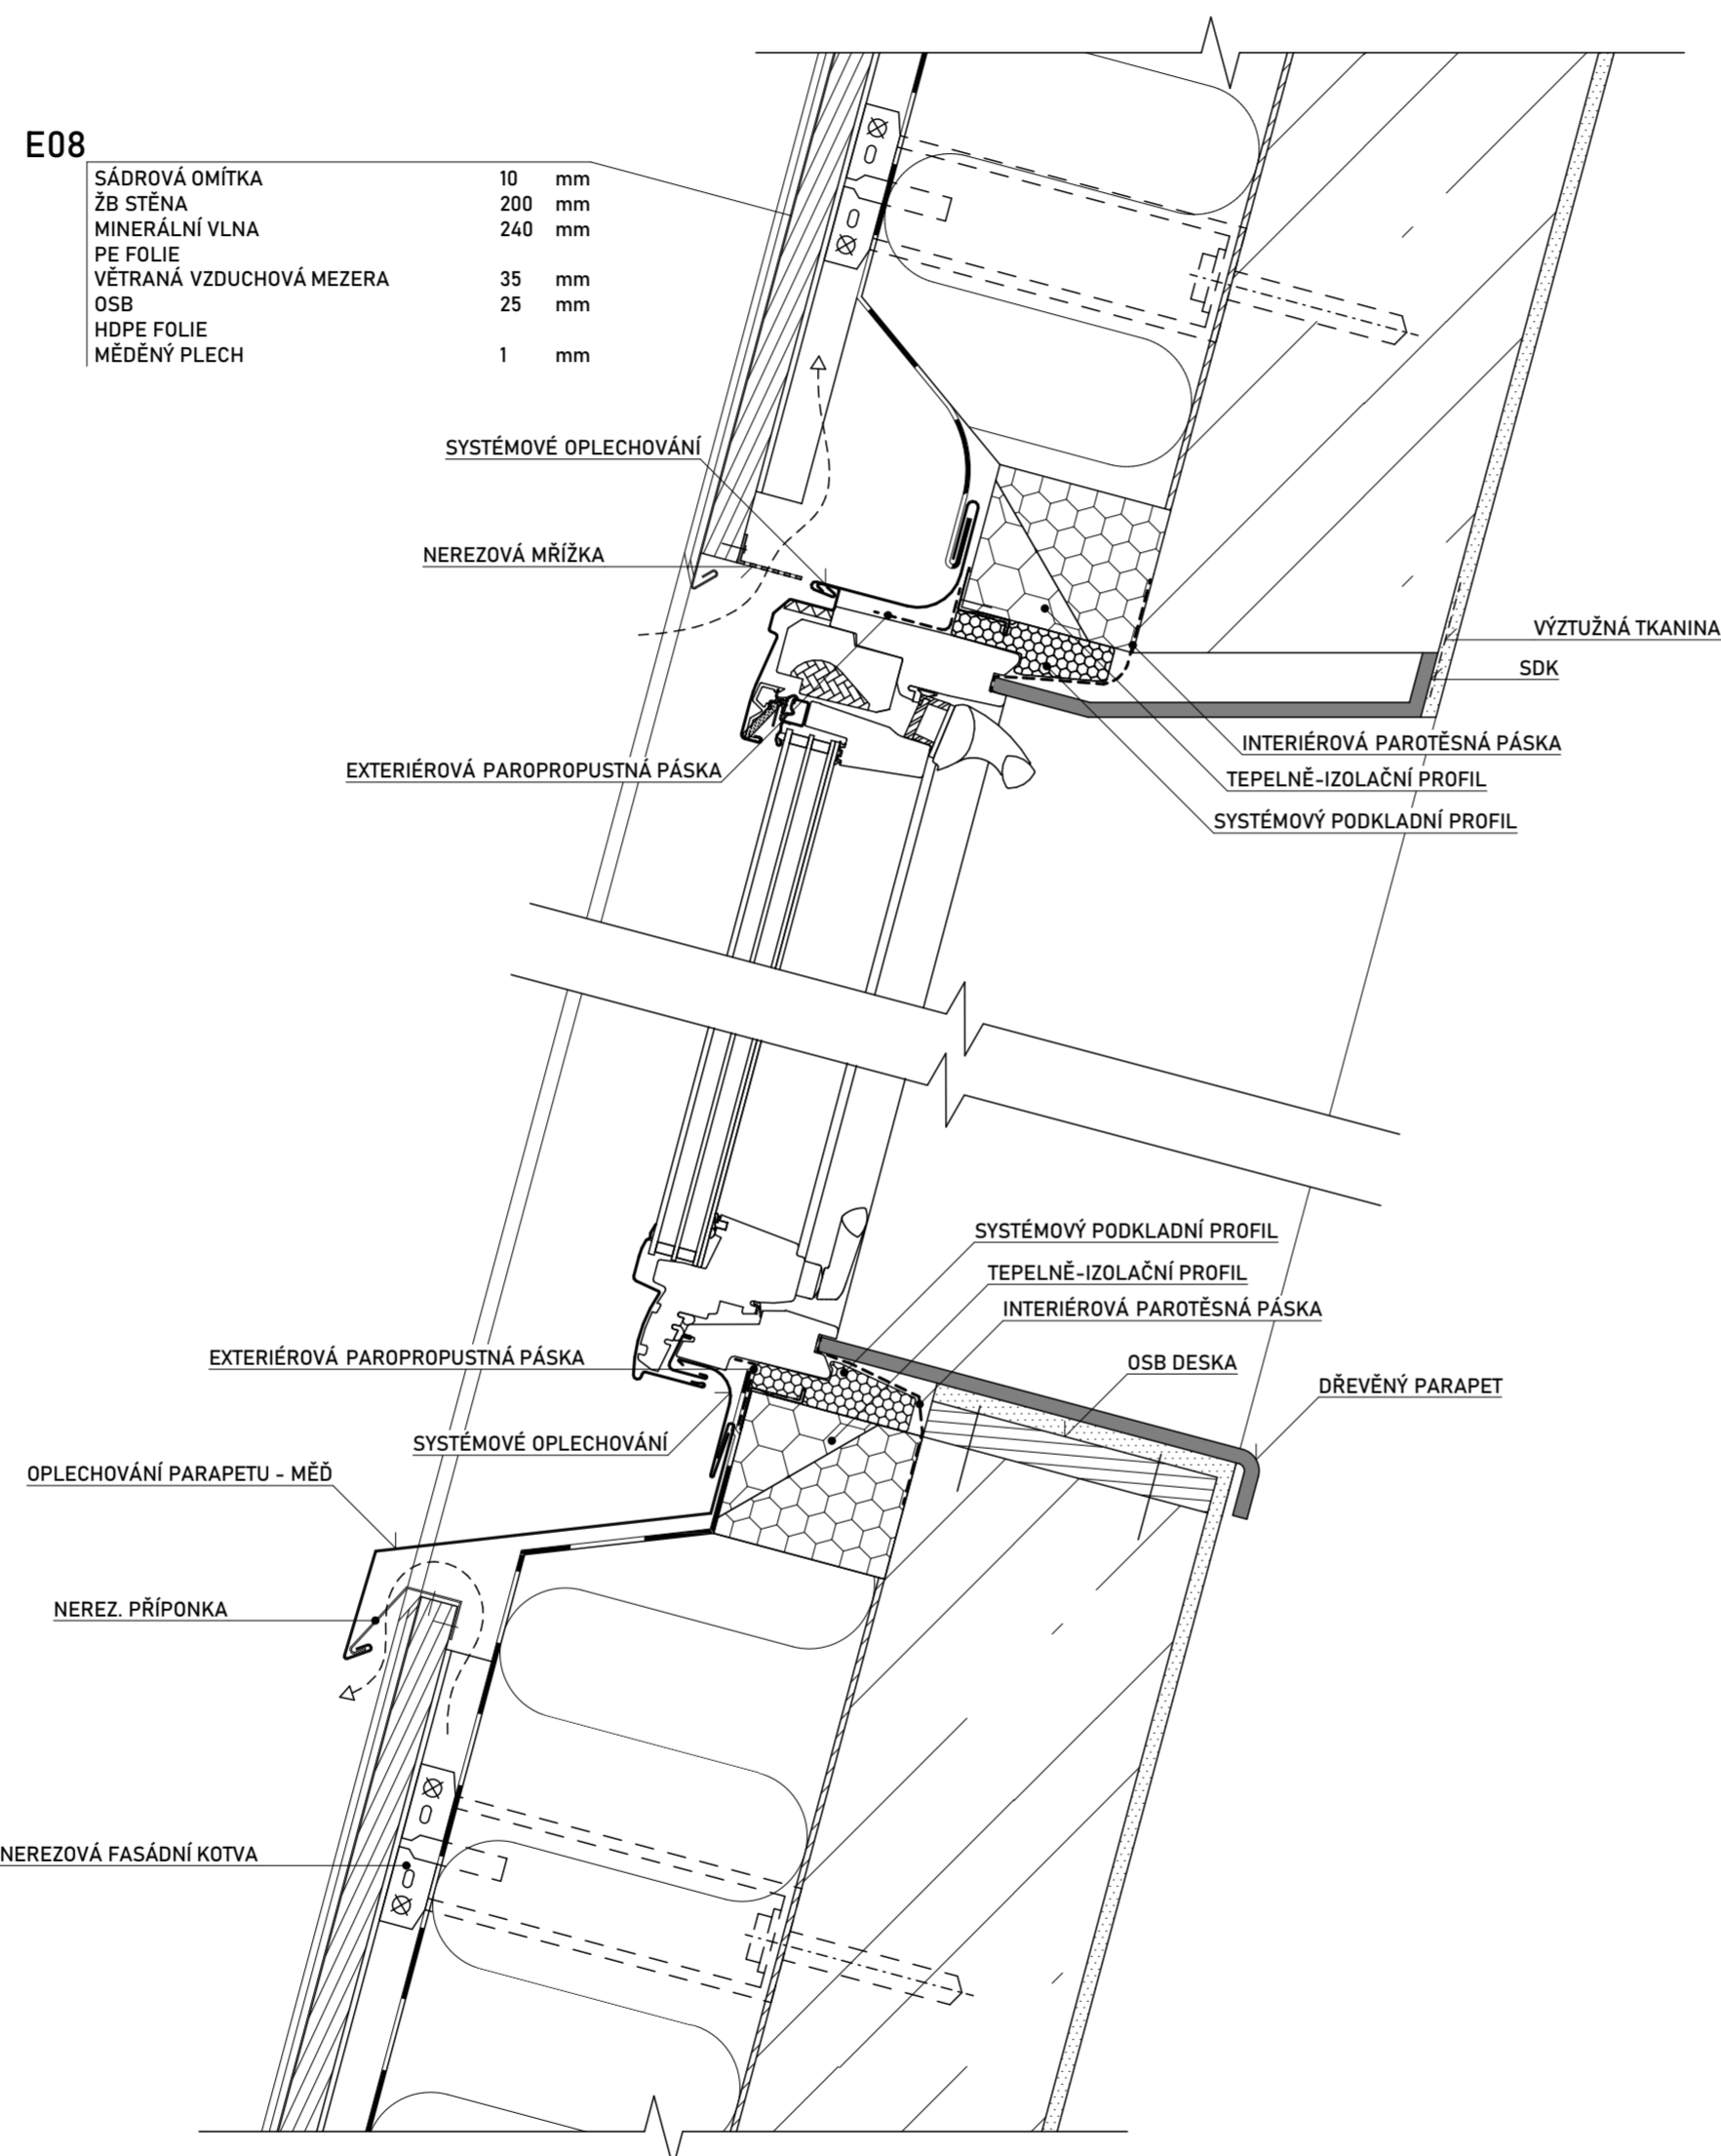 E08
SÁDROVÁ OMÍTKA 10 mm
ŽB STĚNA 200 mm
MINERÁLNÍ VLNA 240 mm
PE FOLIE
VĚTRANÁ VZDUCHOVÁ MEZERA 35 mm
OSB 25 mm
HDPE FOLIE
MĚDĚNÝ PLECH 1 mm
SYSTÉMOVÉ OPLECHOVÁNÍ
NEREZOVÁ MŘÍŽKA
VÝZTUŽNÁ TKANINA
SDK
INTERIÉROVÁ PAROTĚSNÁ PÁSKA
EXTERIÉROVÁ PAROPROPUSTNÁ PÁSKA
TEPELNĚ-IZOLAČNÍ PROFIL
SYSTÉMOVÝ PODKLADNÍ PROFIL
SYSTÉMOVÝ PODKLADNÍ PROFIL
TEPELNĚ-IZOLAČNÍ PROFIL
INTERIÉROVÁ PAROTĚSNÁ PÁSKA
EXTERIÉROVÁ PAROPROPUSTNÁ PÁSKA
OSB DESKA
DŘEVĚNÝ PARAPET
SYSTÉMOVÉ OPLECHOVÁNÍ
OPLECHOVÁNÍ PARAPETU - MĚĎ
NEREZ. PŘÍPONKA
NEREZOVÁ FASÁDNÍ KOTVA